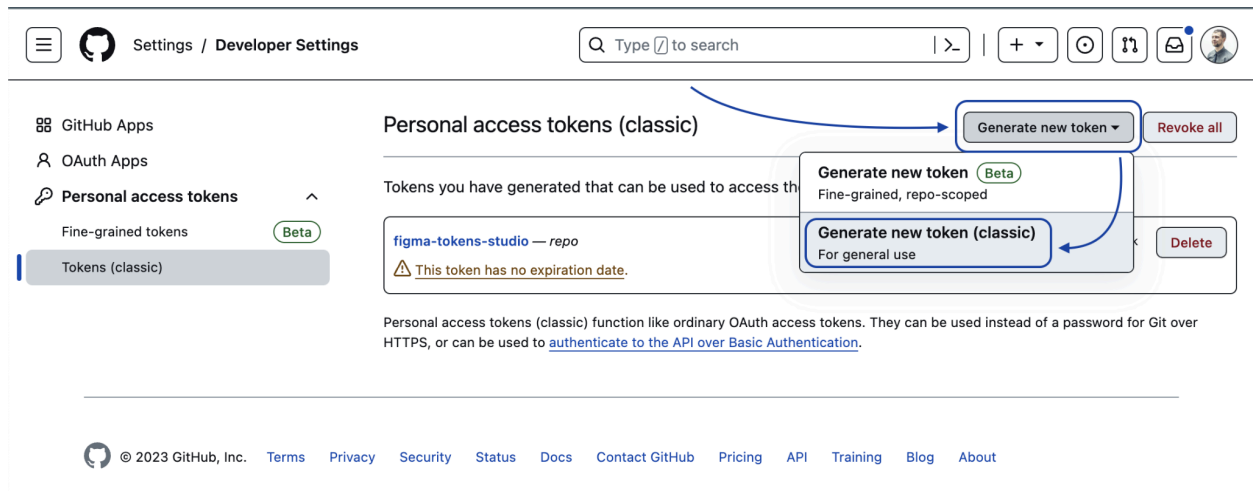 Settings / Developer Settings
Type / to search
GitHub Apps
OAuth Apps
Personal access tokens
Fine-grained tokens Beta
Tokens (classic)
Personal access tokens (classic)
Generate new token
Revoke all
Generate new token Beta
Fine-grained, repo-scoped
Generate new token (classic)
For general use
Tokens you have generated that can be used to access
figma-tokens-studio — repo
Delete
This token has no expiration date.
Personal access tokens (classic) function like ordinary OAuth access tokens. They can be used instead of a password for Git over
HTTPS, or can be used to authenticate to the API over Basic Authentication.
© 2023 GitHub, Inc. Terms Privacy Security Status Docs Contact GitHub Pricing API Training Blog About